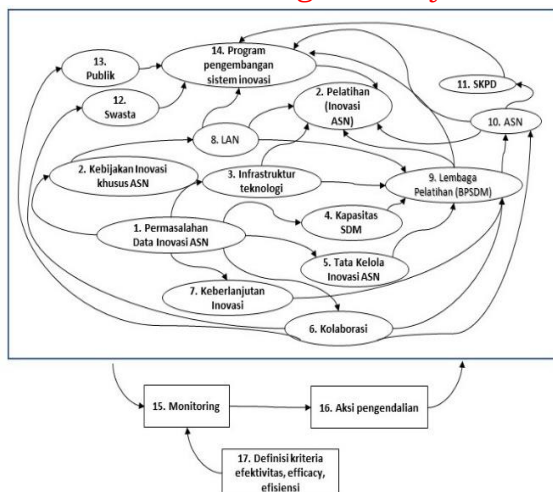 14. Program
pengembangan
sistem inovasi
13.
Publik
12.
Swasta
11. SKPD
2. Pelatihan
(Inovasi
ASN)
10. ASN
8. LAN
2. Kebijakan Inovasi
khusus ASN
3. Infrastruktur
teknologi
9. Lembaga
Pelatihan (BPSDM)
4. Kapasitas
SDM
1. Permasalahan
Data Inovasi ASN
5. Tata Kelola
Inovasi ASN
7. Keberlanjutan
Inovasi
6. Kolaborasi
15. Monitoring
16. Aksi pengendalian
17. Definisi kriteria
efektivitas, efficacy,
efisiensi